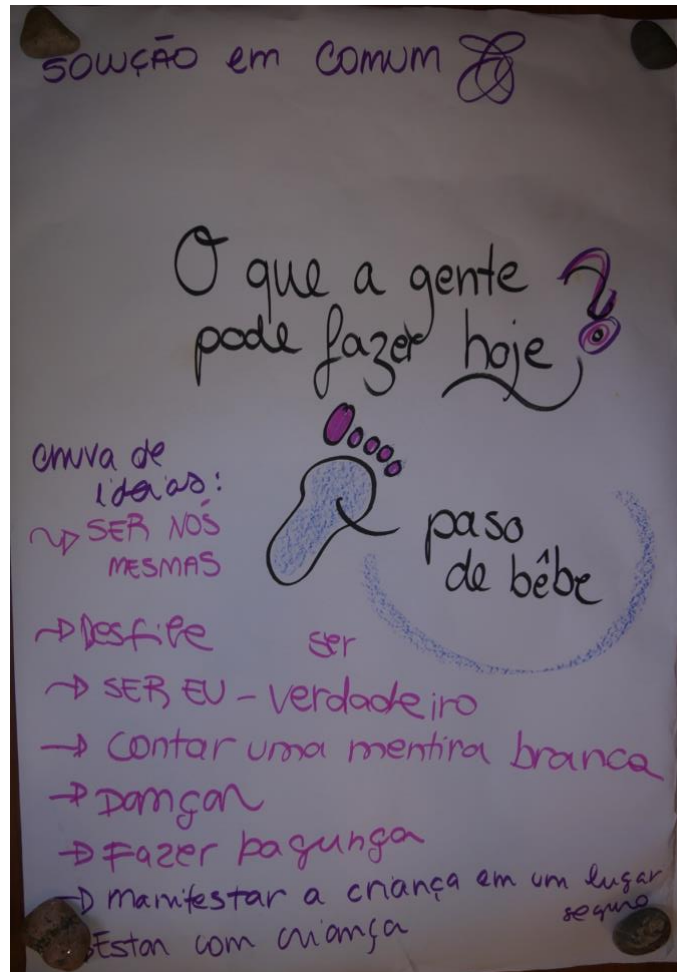 SOLUÇÃO em COMUM
O que a gente
pode fazer hoje?
chuva de
ideias:
SER NÓS
MESMAS
paso
de bêbe
→ Desfile
ser
→ SER EU - verdadeiro
→ Contar uma mentira branca
→ Dançar
→ Fazer bagunça
→ manifestar a criança em um lugar
seguro
Estar com criança